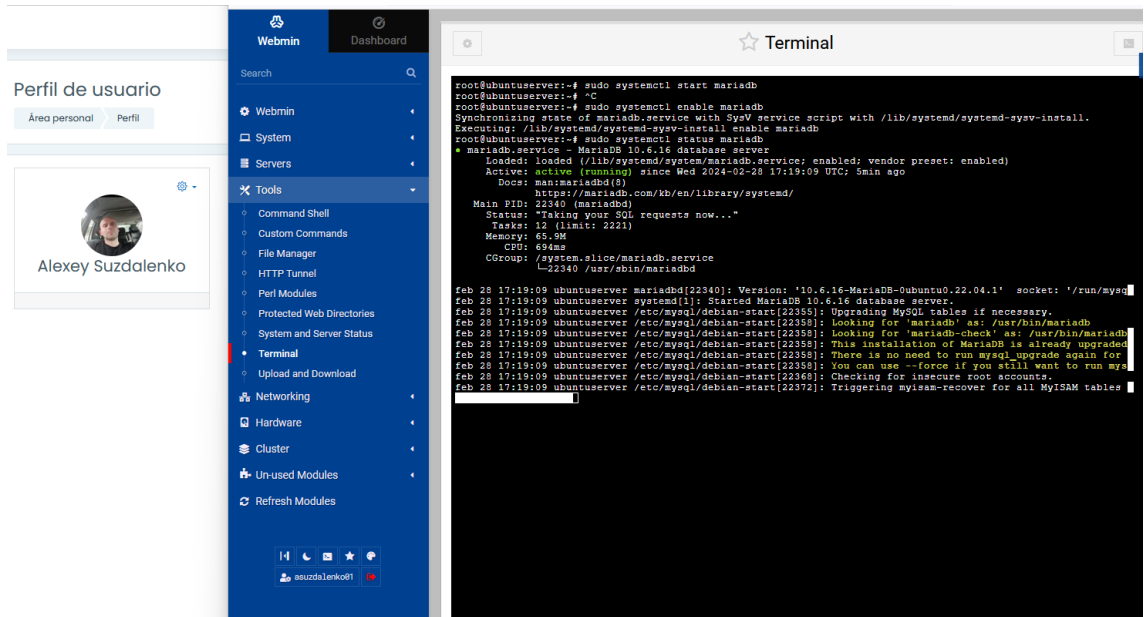 Perfil de usuario
Área personal
Perfil
Alexey Suzdalenko
Webmin
Dashboard
Search
Webmin
System
Servers
Tools
Command Shell
Custom Commands
File Manager
HTTP Tunnel
Perl Modules
Protected Web Directories
System and Server Status
Terminal
Upload and Download
Networking
Hardware
Cluster
Un-used Modules
Refresh Modules
asuzdalenko01
Terminal
root@ubuntuserver:~# sudo systemctl start mariadb
root@ubuntuserver:~# ^C
root@ubuntuserver:~# sudo systemctl enable mariadb
Synchronizing state of mariadb.service with SysV service script with /lib/systemd/systemd-sysv-install.
Executing: /lib/systemd/systemd-sysv-install enable mariadb
root@ubuntuserver:~# sudo systemctl status mariadb
● mariadb.service - MariaDB 10.6.16 database server
Loaded: loaded (/lib/systemd/system/mariadb.service; enabled; vendor preset: enabled)
Active: active (running) since Wed 2024-02-28 17:19:09 UTC; 5min ago
Docs: man:mariadbd(8)
https://mariadb.com/kb/en/library/systemd/
Main PID: 22340 (mariadbd)
Status: "Taking your SQL requests now..."
Tasks: 12 (limit: 2221)
Memory: 65.9M
CPU: 694ms
CGroup: /system.slice/mariadb.service
└─22340 /usr/sbin/mariadbd
feb 28 17:19:09 ubuntuserver mariadbd[22340]: Version: '10.6.16-MariaDB-0ubuntu0.22.04.1' socket: '/run/mysq
feb 28 17:19:09 ubuntuserver systemd[1]: Started MariaDB 10.6.16 database server.
feb 28 17:19:09 ubuntuserver /etc/mysql/debian-start[22355]: Upgrading MySQL tables if necessary.
feb 28 17:19:09 ubuntuserver /etc/mysql/debian-start[22358]: Looking for 'mariadb' as: /usr/bin/mariadb
feb 28 17:19:09 ubuntuserver /etc/mysql/debian-start[22358]: Looking for 'mariadb-check' as: /usr/bin/mariadb
feb 28 17:19:09 ubuntuserver /etc/mysql/debian-start[22358]: This installation of MariaDB is already upgraded
feb 28 17:19:09 ubuntuserver /etc/mysql/debian-start[22358]: There is no need to run mysql_upgrade again for
feb 28 17:19:09 ubuntuserver /etc/mysql/debian-start[22358]: You can use --force if you still want to run mys
feb 28 17:19:09 ubuntuserver /etc/mysql/debian-start[22368]: Checking for insecure root accounts.
feb 28 17:19:09 ubuntuserver /etc/mysql/debian-start[22372]: Triggering myisam-recover for all MyISAM tables